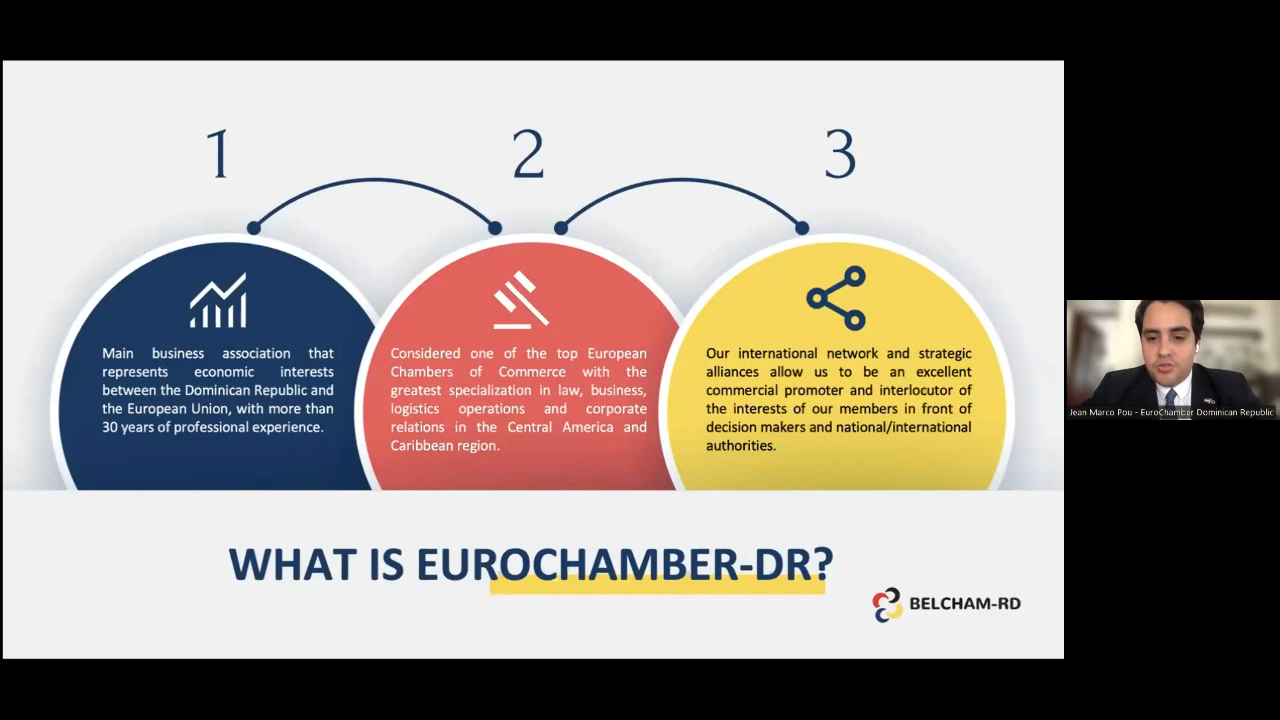 1
2
3
Main business association that
represents economic interests
between the Dominican Republic and
the European Union, with more than
30 years of professional experience.
Considered one of the top European
Chambers of Commerce with the
greatest specialization in law, business,
logistics operations and corporate
relations in the Central America and
Caribbean region.
Our international network and strategic
alliances allow us to be an excellent
commercial promoter and interlocutor of
the interests of our members in front of
decision makers and national/international
authorities.
WHAT IS EUROCHAMBER-DR?
BELCHAM-RD
Jean Marco Pou - EuroChamber Dominican Republic